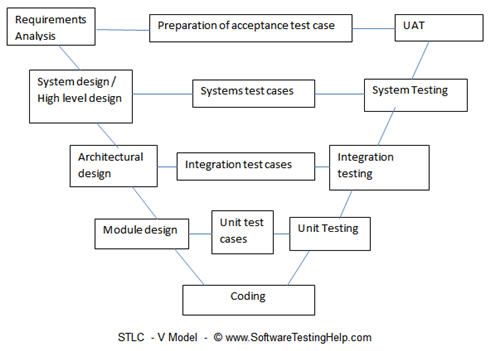 Requirements
Analysis
Preparation of acceptance test case
UAT
System design /
High level design
Systems test cases
System Testing
Architectural
design
Integration test cases
Integration
testing
Module design
Unit test
cases
Unit Testing
Coding
STLC - V Model - © www.SoftwareTestingHelp.com